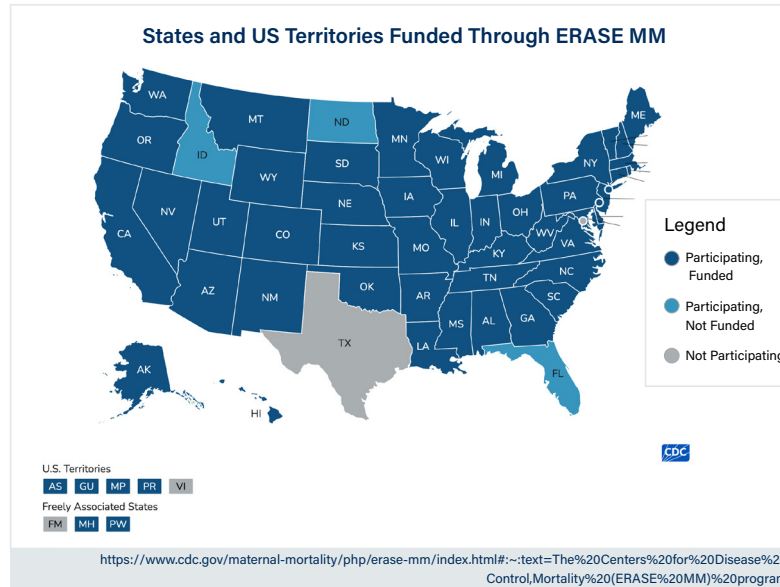 States and US Territories Funded Through ERASE MM
WA
MT
ND
MN
ME
OR
ID
SD
WI
MI
NY
WY
NV
NE
IA
PA
UT
IL
IN
OH
CA
CO
KS
MO
WV
VA
KY
AZ
NM
OK
AR
TN
NC
SC
MS
AL
GA
TX
LA
FL
AK
HI
Legend
Participating,
Funded
Participating,
Not Funded
Not Participating
CDC
U.S. Territories
AS GU MP PR VI
Freely Associated States
FM MH PW
https://www.cdc.gov/maternal-mortality/php/erase-mm/index.html#:~:text=The%20Centers%20for%20Disease%2
Control,Mortality%20(ERASE%20MM)%20progra